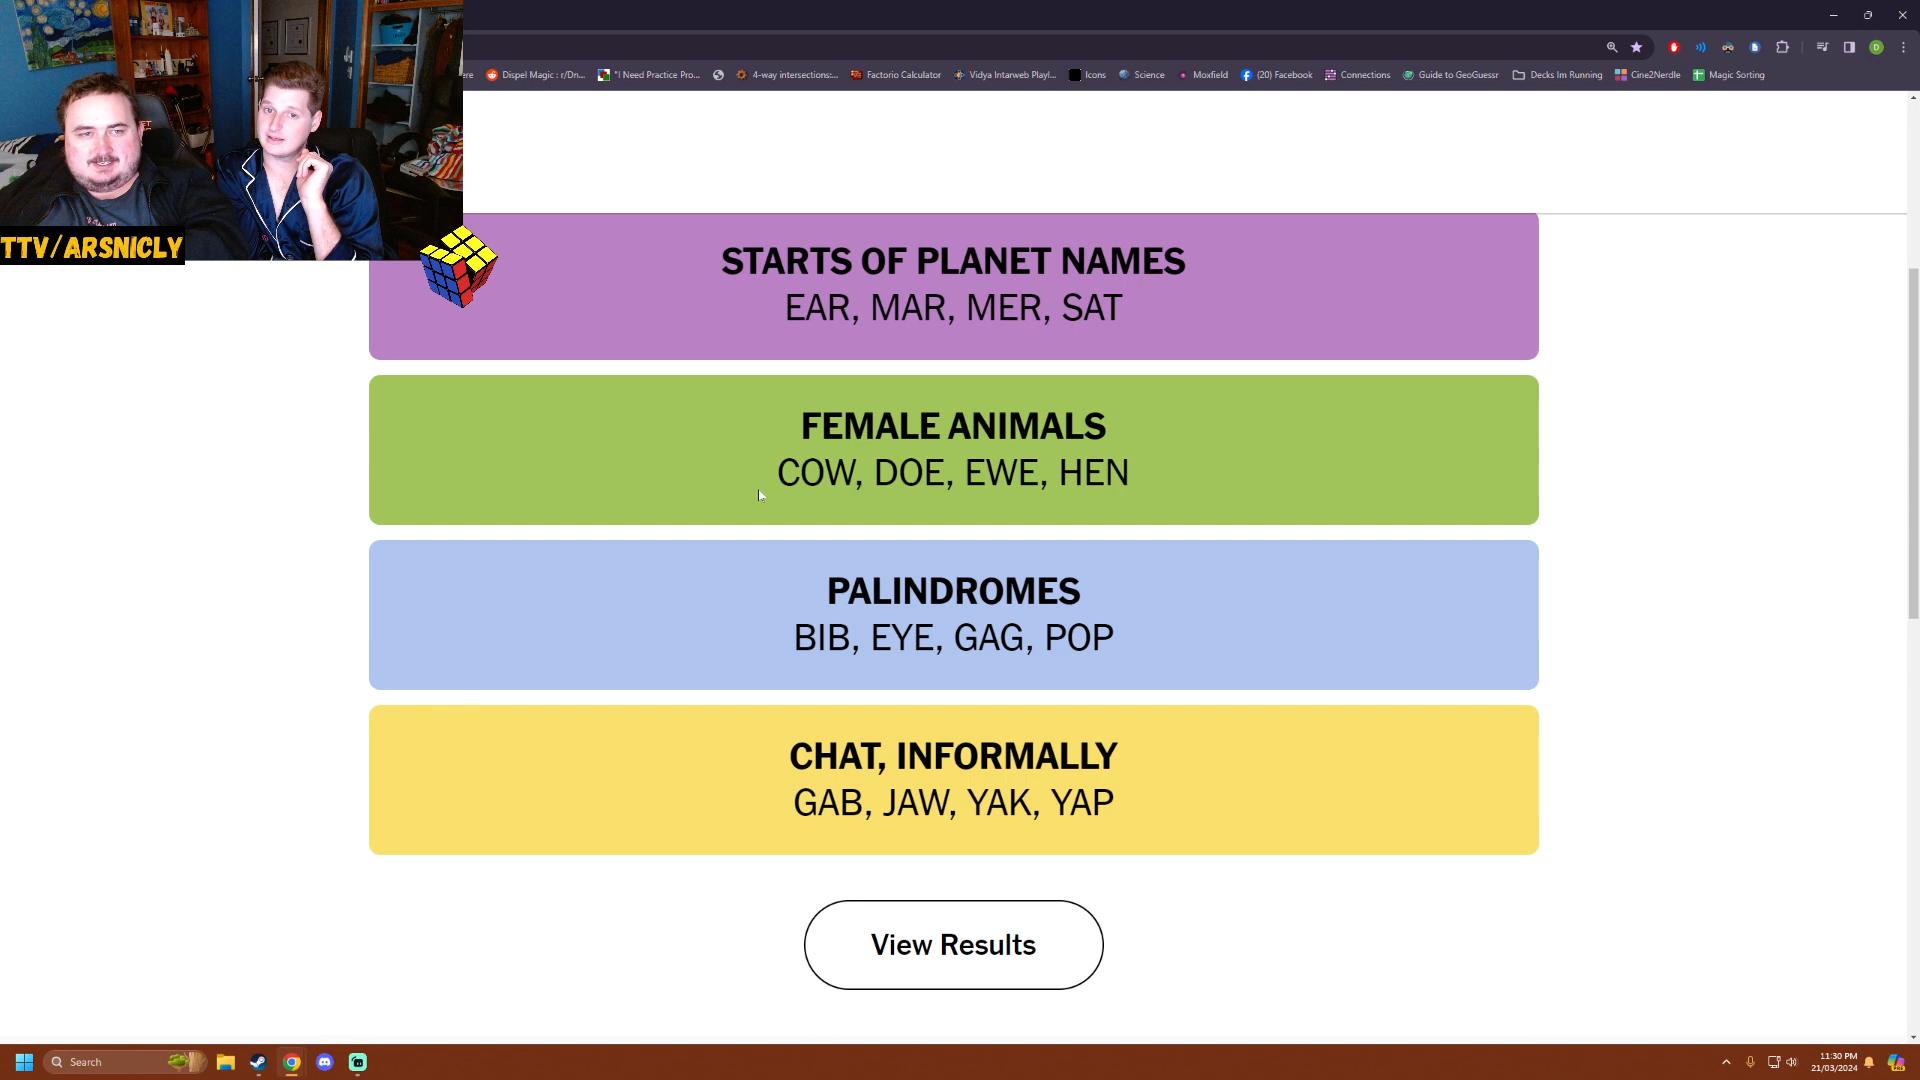 ere
Dispel Magic : r/Dn...
"I Need Practice Pro...
4-way intersections:...
Factorio Calculator
Vidya Intarweb Playl...
Icons
Science
Moxfield
(20) Facebook
Connections
Guide to GeoGuessr
Decks Im Running
Cine2Nerdle
Magic Sorting
D
TTV/ARSNICLY
STARTS OF PLANET NAMES
EAR, MAR, MER, SAT
FEMALE ANIMALS
COW, DOE, EWE, HEN
PALINDROMES
BIB, EYE, GAG, POP
CHAT, INFORMALLY
GAB, JAW, YAK, YAP
View Results
Search
11:30 PM
21/03/2024